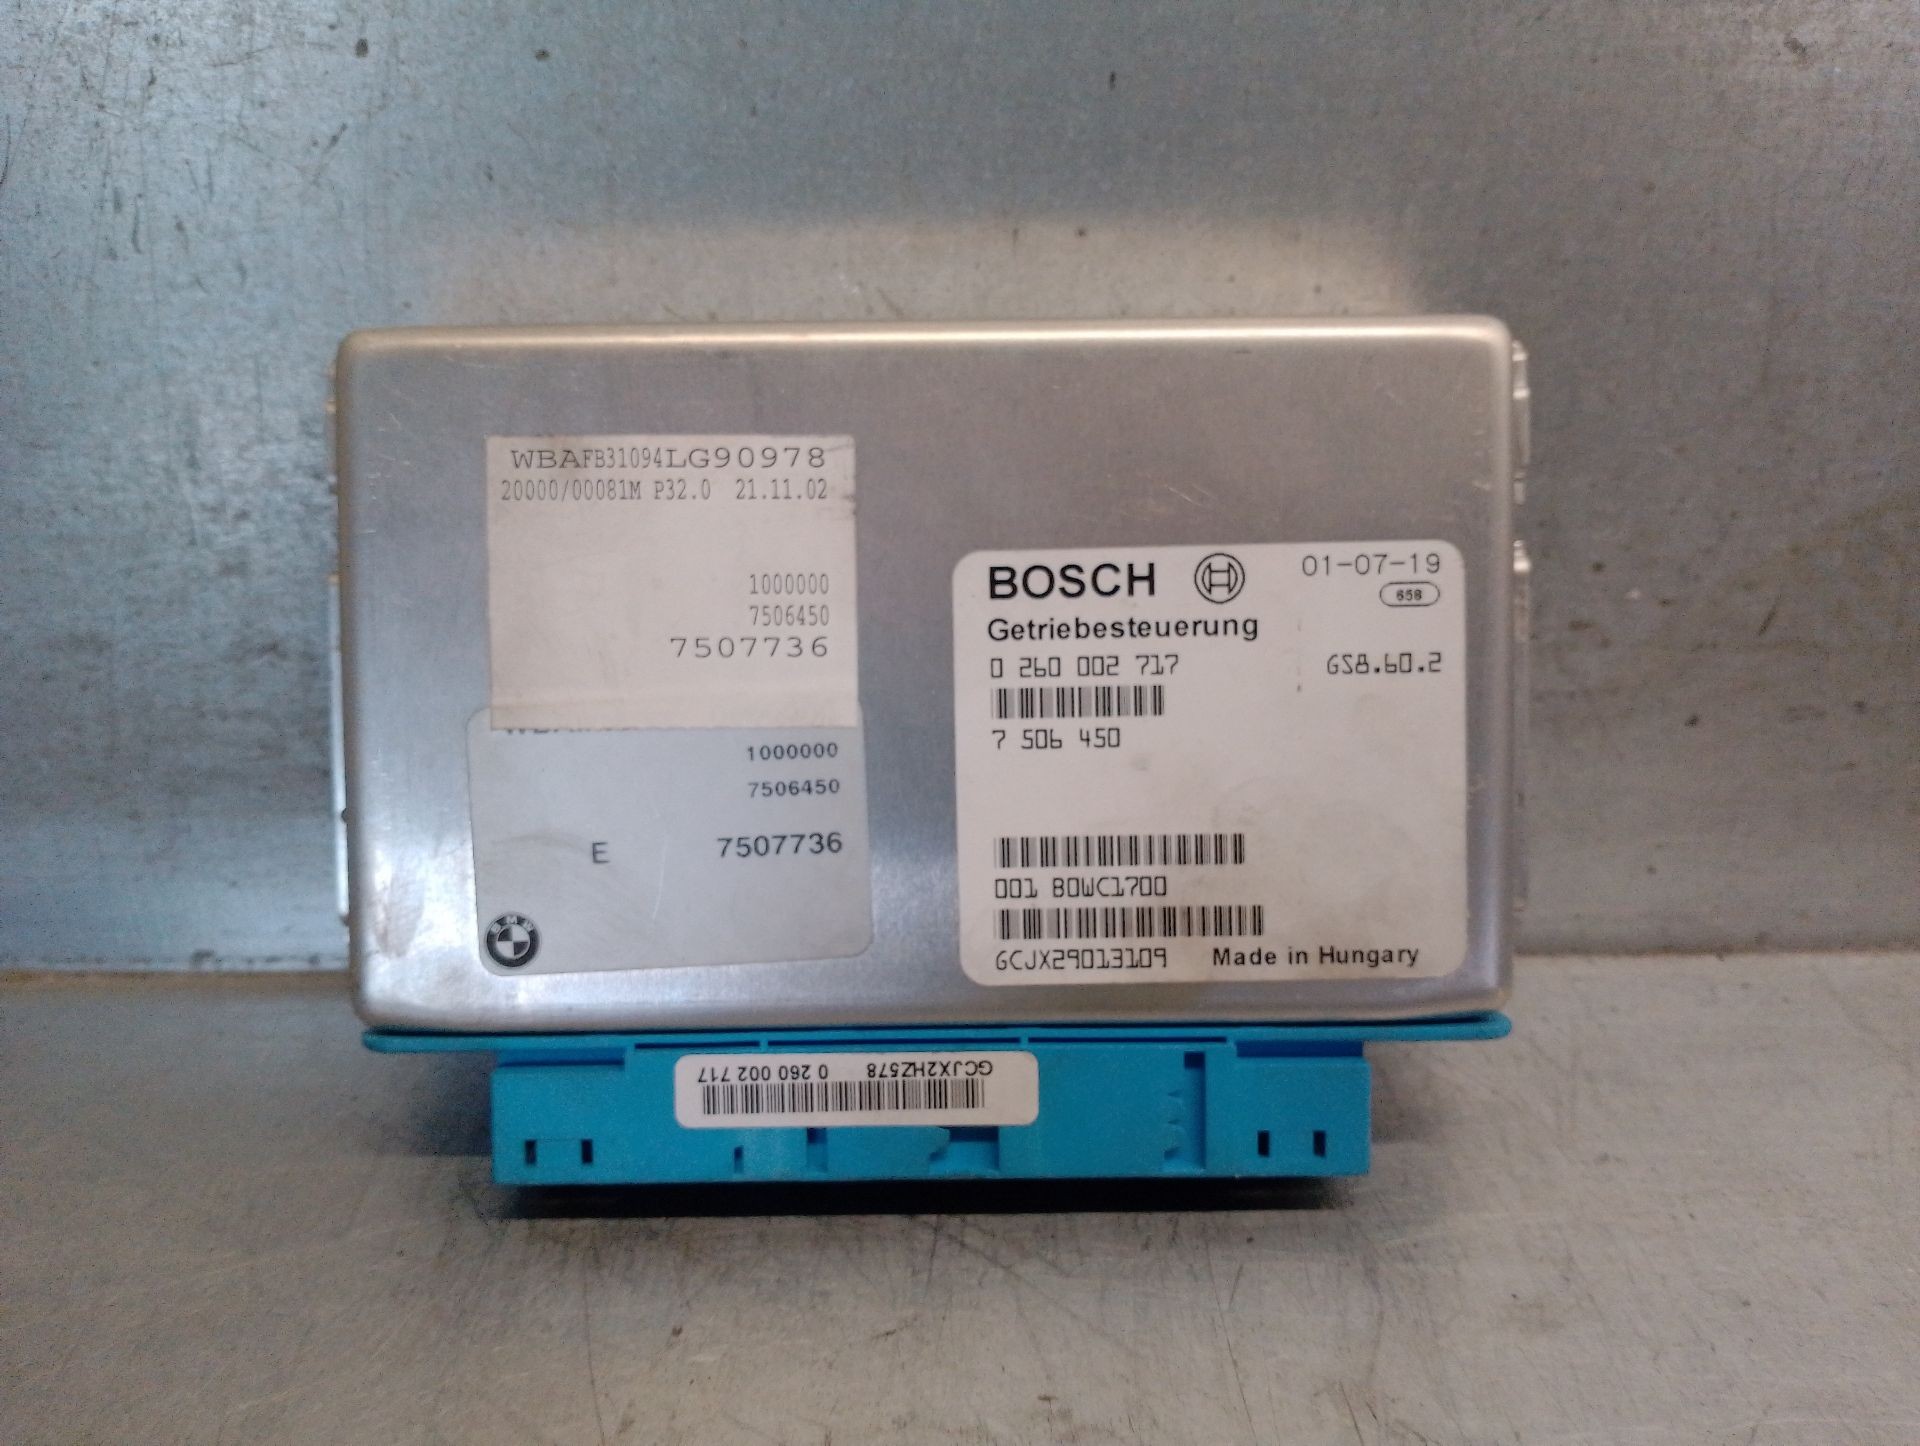 WBAFB31094LG90978
20000/00081M P32.0 21.11.02
1000000
7506450
7507736
1000000
7506450
E 7507736
BMW
BOSCH 01-07-19
658
Getriebesteuerung
0 260 002 717 GS8.60.2
7 506 450
001 80WC1700
GCJX29013109 Made in Hungary
GCJX2HZ578 0 260 002 717